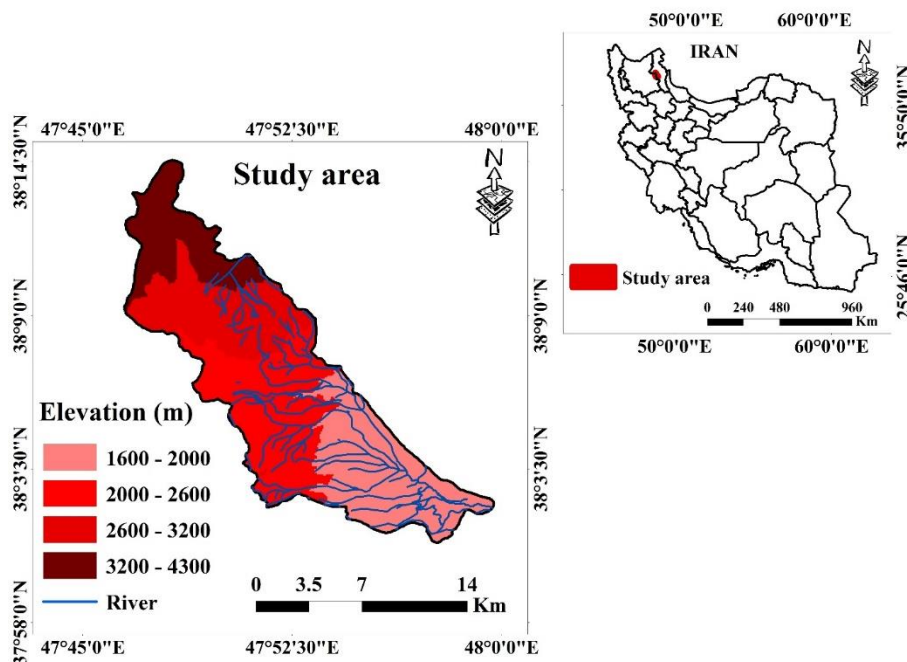 47°45'0"E 47°52'30"E 48°0'0"E
38°14'30"N
38°9'0"N
38°3'30"N
37°58'0"N
Study area
N
38°9'0"N
38°3'30"N
Elevation (m)
1600 - 2000
2000 - 2600
2600 - 3200
3200 - 4300
River
0 3.5 7 14
Km
47°45'0"E 47°52'30"E 48°0'0"E
50°0'0"E 60°0'0"E
IRAN
N
35°50'0"N
25°46'0"N
Study area
0 240 480 960
Km
50°0'0"E 60°0'0"E